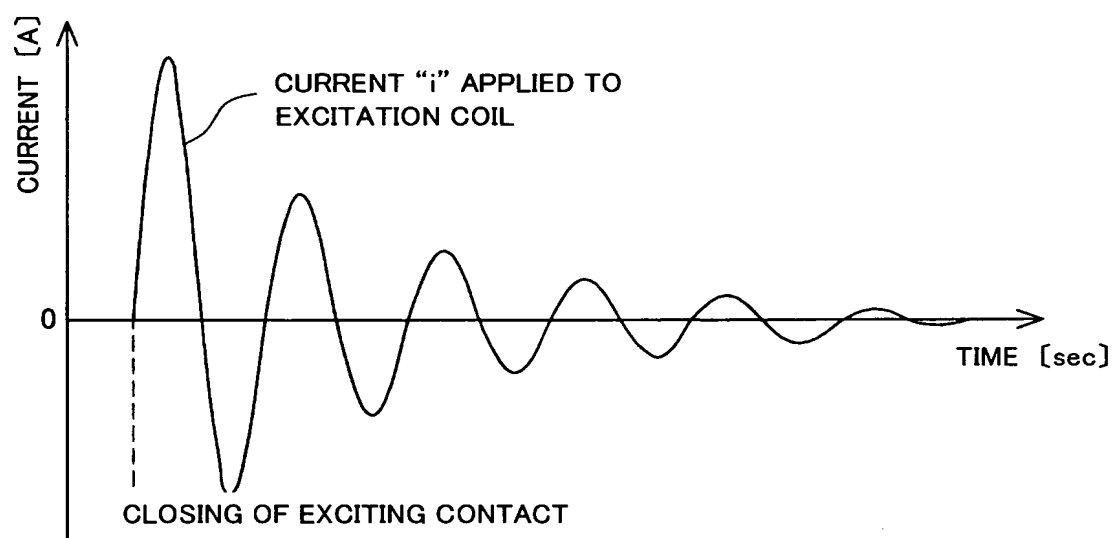 CURRENT [A]
CURRENT “i” APPLIED TO
EXCITATION COIL
0
TIME [sec]
CLOSING OF EXCITING CONTACT